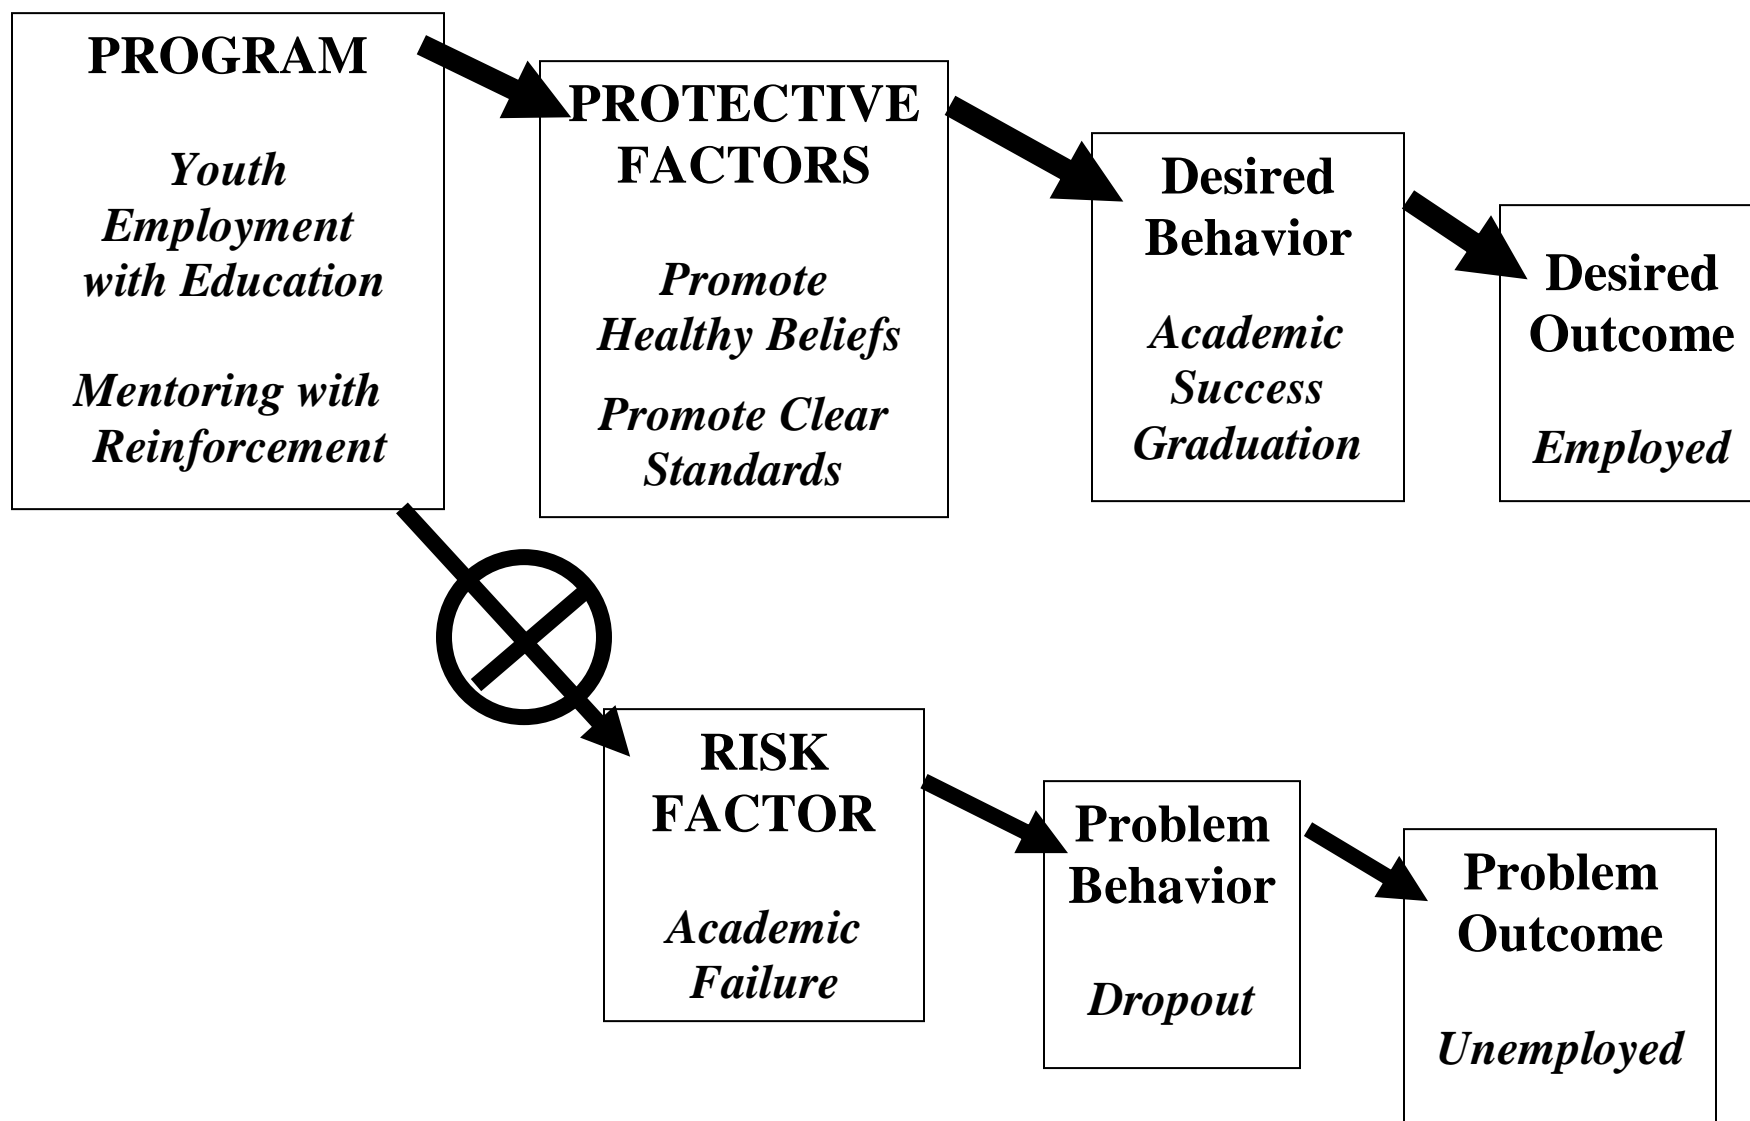 PROGRAM
Youth
Employment
with Education
Mentoring with
Reinforcement
PROTECTIVE
FACTORS
Promote
Healthy Beliefs
Promote Clear
Standards
Desired
Behavior
Academic
Success
Graduation
Desired
Outcome
Employed
RISK
FACTOR
Academic
Failure
Problem
Behavior
Dropout
Problem
Outcome
Unemployed